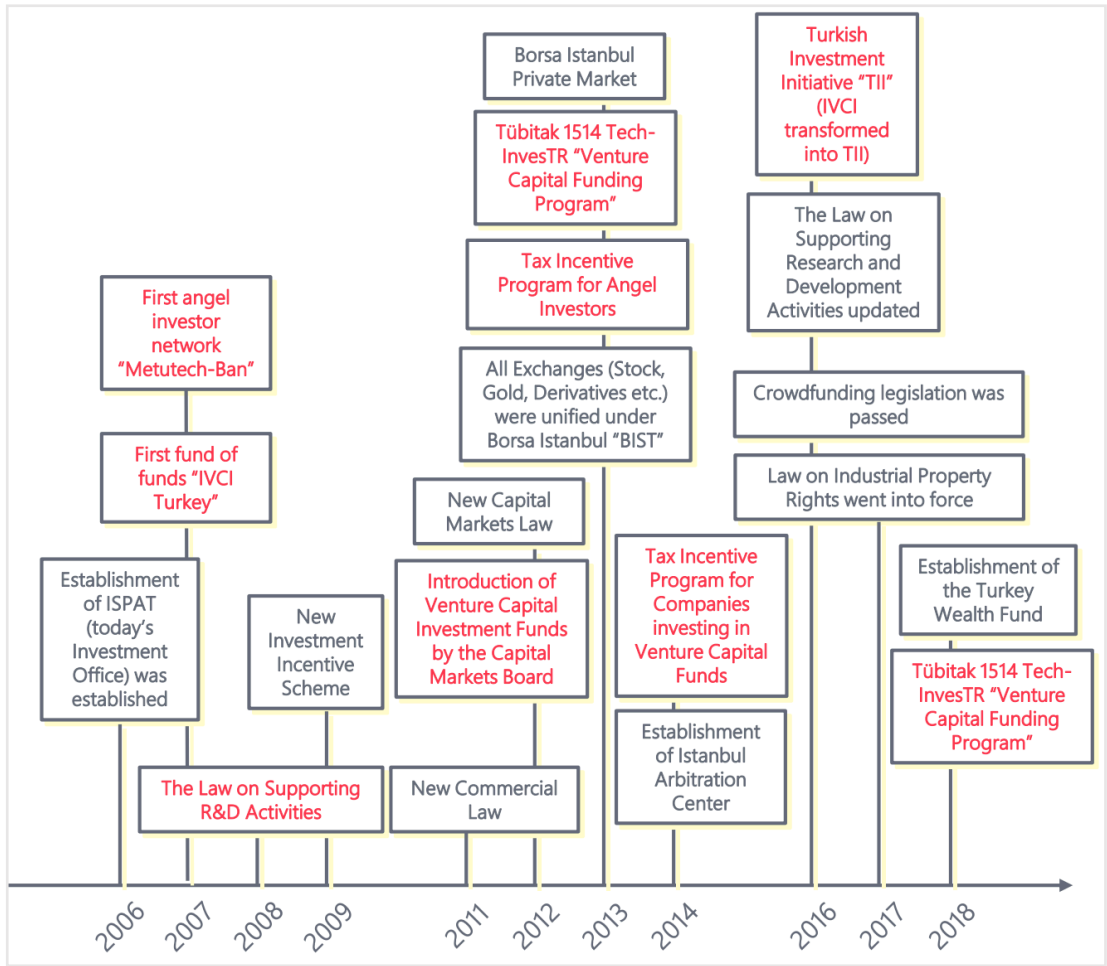 Borsa Istanbul
Private Market
Tübitak 1514 Tech-
InvesTR “Venture
Capital Funding
Program”
Tax Incentive
Program for Angel
Investors
All Exchanges (Stock,
Gold, Derivatives etc.)
were unified under
Borsa Istanbul “BIST”
Turkish
Investment
Initiative “TII”
(IVCI
transformed
into TII)
The Law on
Supporting
Research and
Development
Activities updated
First angel
investor
network
“Metutech-Ban”
First fund of
funds “IVCI
Turkey”
Crowdfunding legislation was
passed
Law on Industrial Property
Rights went into force
New Capital
Markets Law
Establishment
of ISPAT
(today’s
Investment
Office) was
established
New
Investment
Incentive
Scheme
Introduction of
Venture Capital
Investment Funds
by the Capital
Markets Board
Tax Incentive
Program for
Companies
investing in
Venture Capital
Funds
Establishment of
the Turkey
Wealth Fund
Tübitak 1514 Tech-
InvesTR “Venture
Capital Funding
Program”
The Law on Supporting
R&D Activities
New Commercial
Law
Establishment
of Istanbul
Arbitration
Center
2006
2007
2008
2009
2011
2012
2013
2014
2016
2017
2018